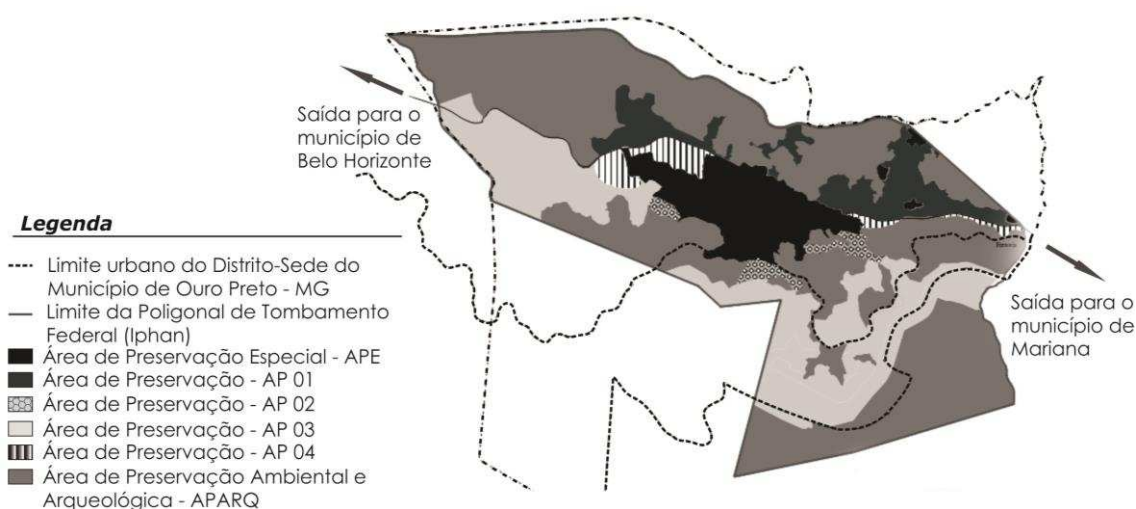 Saída para o
município de
Belo Horizonte
Legenda
Limite urbano do Distrito-Sede do
Município de Ouro Preto - MG
Limite da Poligonal de Tombamento
Federal (Iphan)
Área de Preservação Especial - APE
Área de Preservação - AP 01
Área de Preservação - AP 02
Área de Preservação - AP 03
Área de Preservação - AP 04
Área de Preservação Ambiental e
Arqueológica - APARQ
Saída para o
município de
Mariana